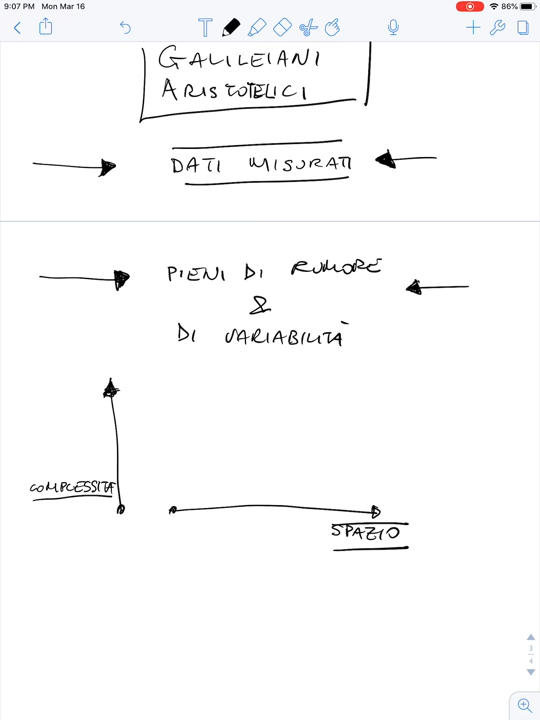 9:07 PM Mon Mar 16
86%
T
GALILEIANI
ARISTOTELICI
DATI MISURATI
PIENI DI RUMORE
&
DI VARIABILITÀ
COMPLESSITÀ
SPAZIO
3
4